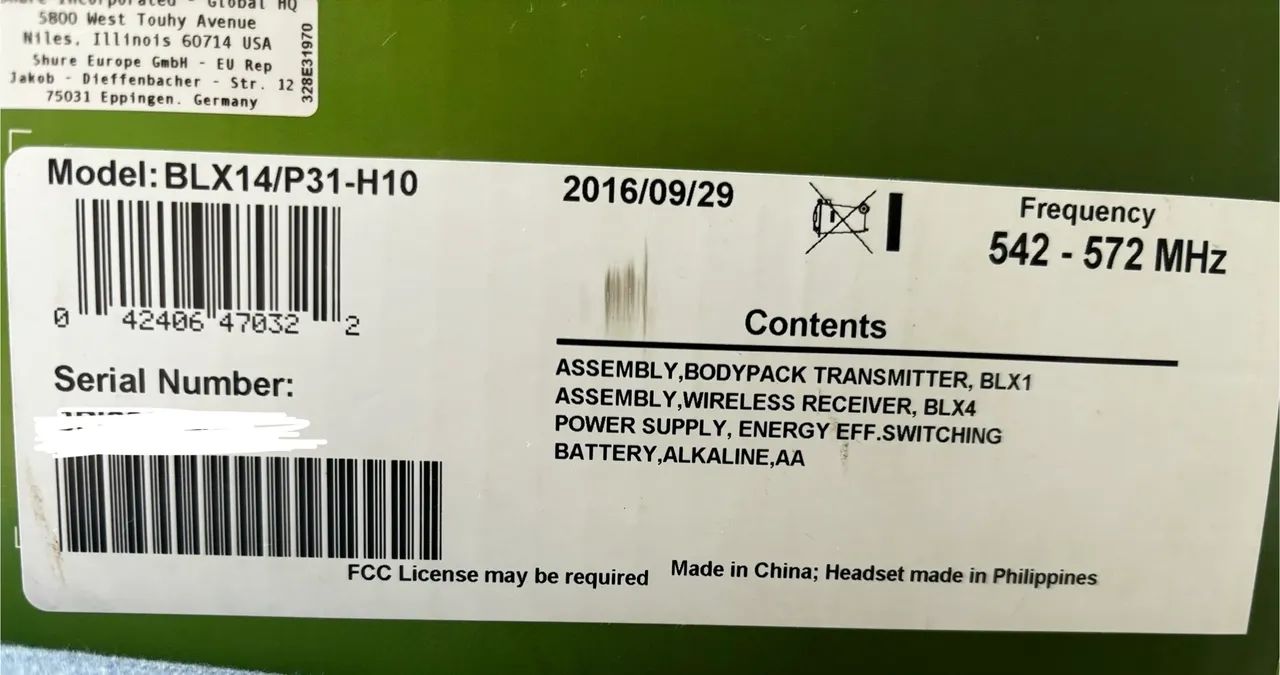 Incorporated - Global HQ
5800 West Touhy Avenue
Niles, Illinois 60714 USA
Shure Europe GmbH - EU Rep
Jakob - Dieffenbacher - Str. 12
75031 Eppingen. Germany
328E31970
Model: BLX14/P31-H10
0 42406 47032 2
Serial Number:
2016/09/29
Frequency
542 - 572 MHz
Contents
ASSEMBLY,BODYPACK TRANSMITTER, BLX1
ASSEMBLY,WIRELESS RECEIVER, BLX4
POWER SUPPLY, ENERGY EFF.SWITCHING
BATTERY,ALKALINE,AA
FCC License may be required
Made in China; Headset made in Philippines